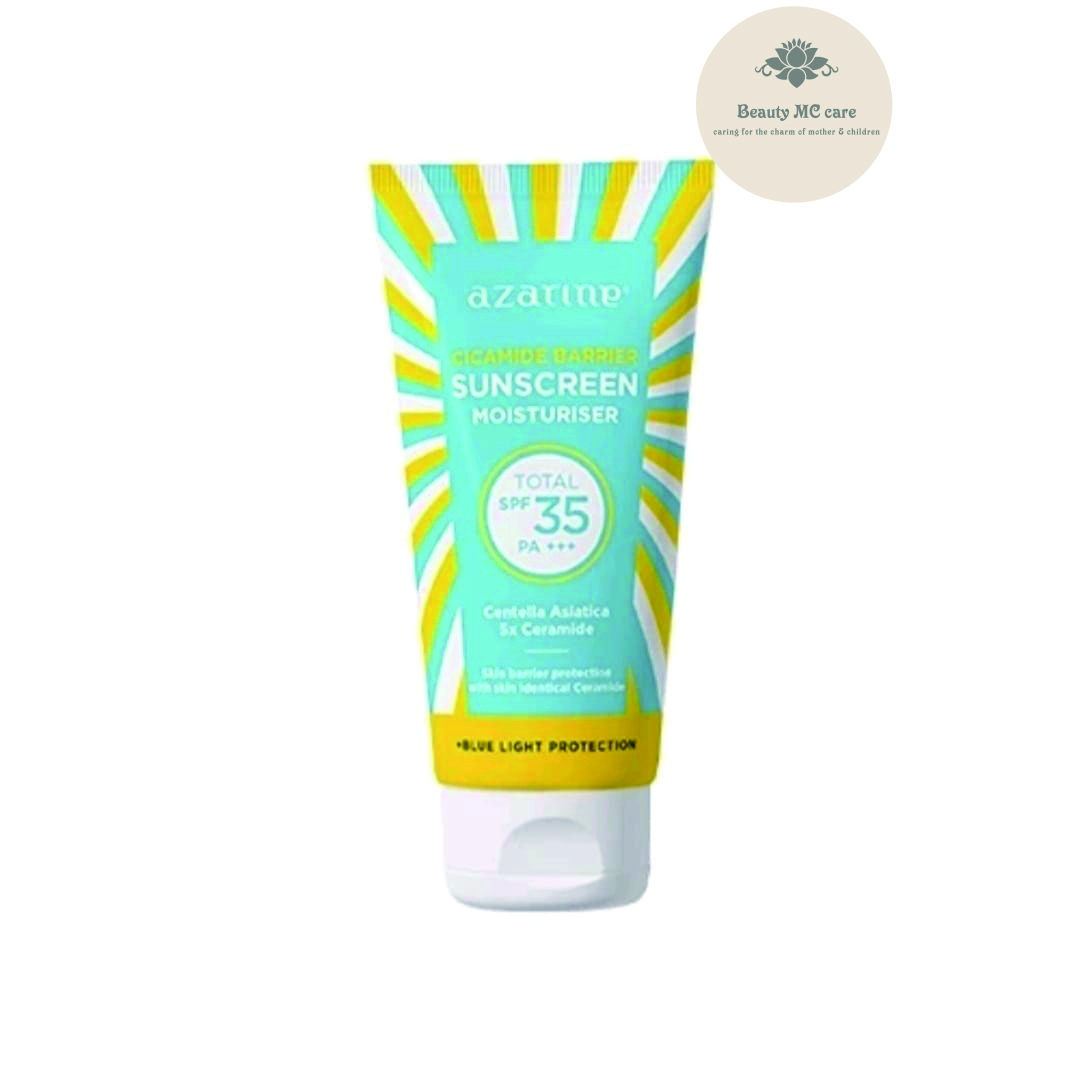 Beauty MC care
caring for the charm of mother & children
azarine
CICAMIDE BARRIER
SUNSCREEN
MOISTURISER
TOTAL
SPF 35
PA +++
Centella Asiatica
5x Ceramide
Skin barrier protection
with skin identical Ceramide
+BLUE LIGHT PROTECTION